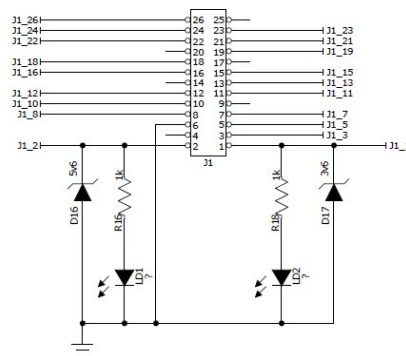 J1_26 26 25
J1_24 24 23 J1_23
J1_22 22 21 J1_21
20 19 J1_19
J1_18 18 17
J1_16 16 15 J1_15
14 13 J1_13
J1_12 12 11 J1_11
J1_10 10 9
J1_8 8 7 J1_7
6 5 J1_5
4 3 J1_3
J1_2 2 1 J1_
J1
5v6
D16
1k
R16
LD1
?
1k
R18
LD2
?
3v6
D17